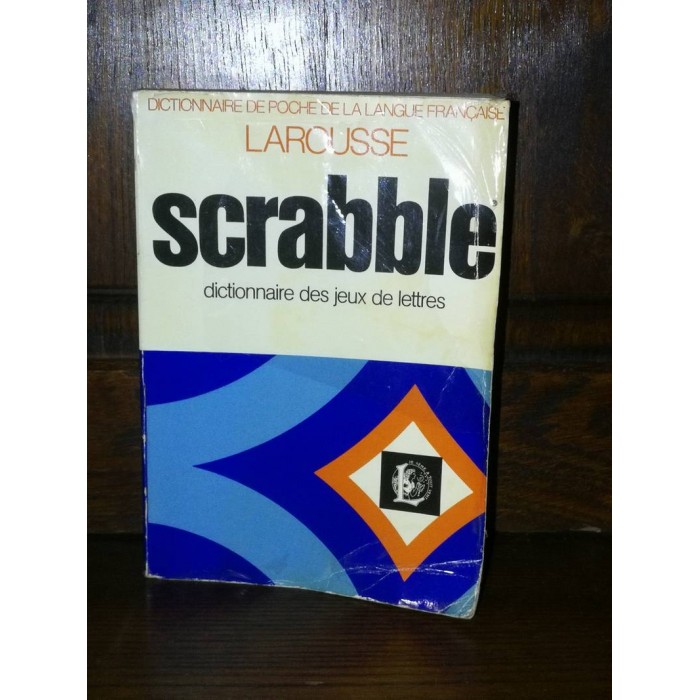 DICTIONNAIRE DE POCHE DE LA LANGUE FRANÇAISE
LAROUSSE
scrabble
dictionnaire des jeux de lettres
L